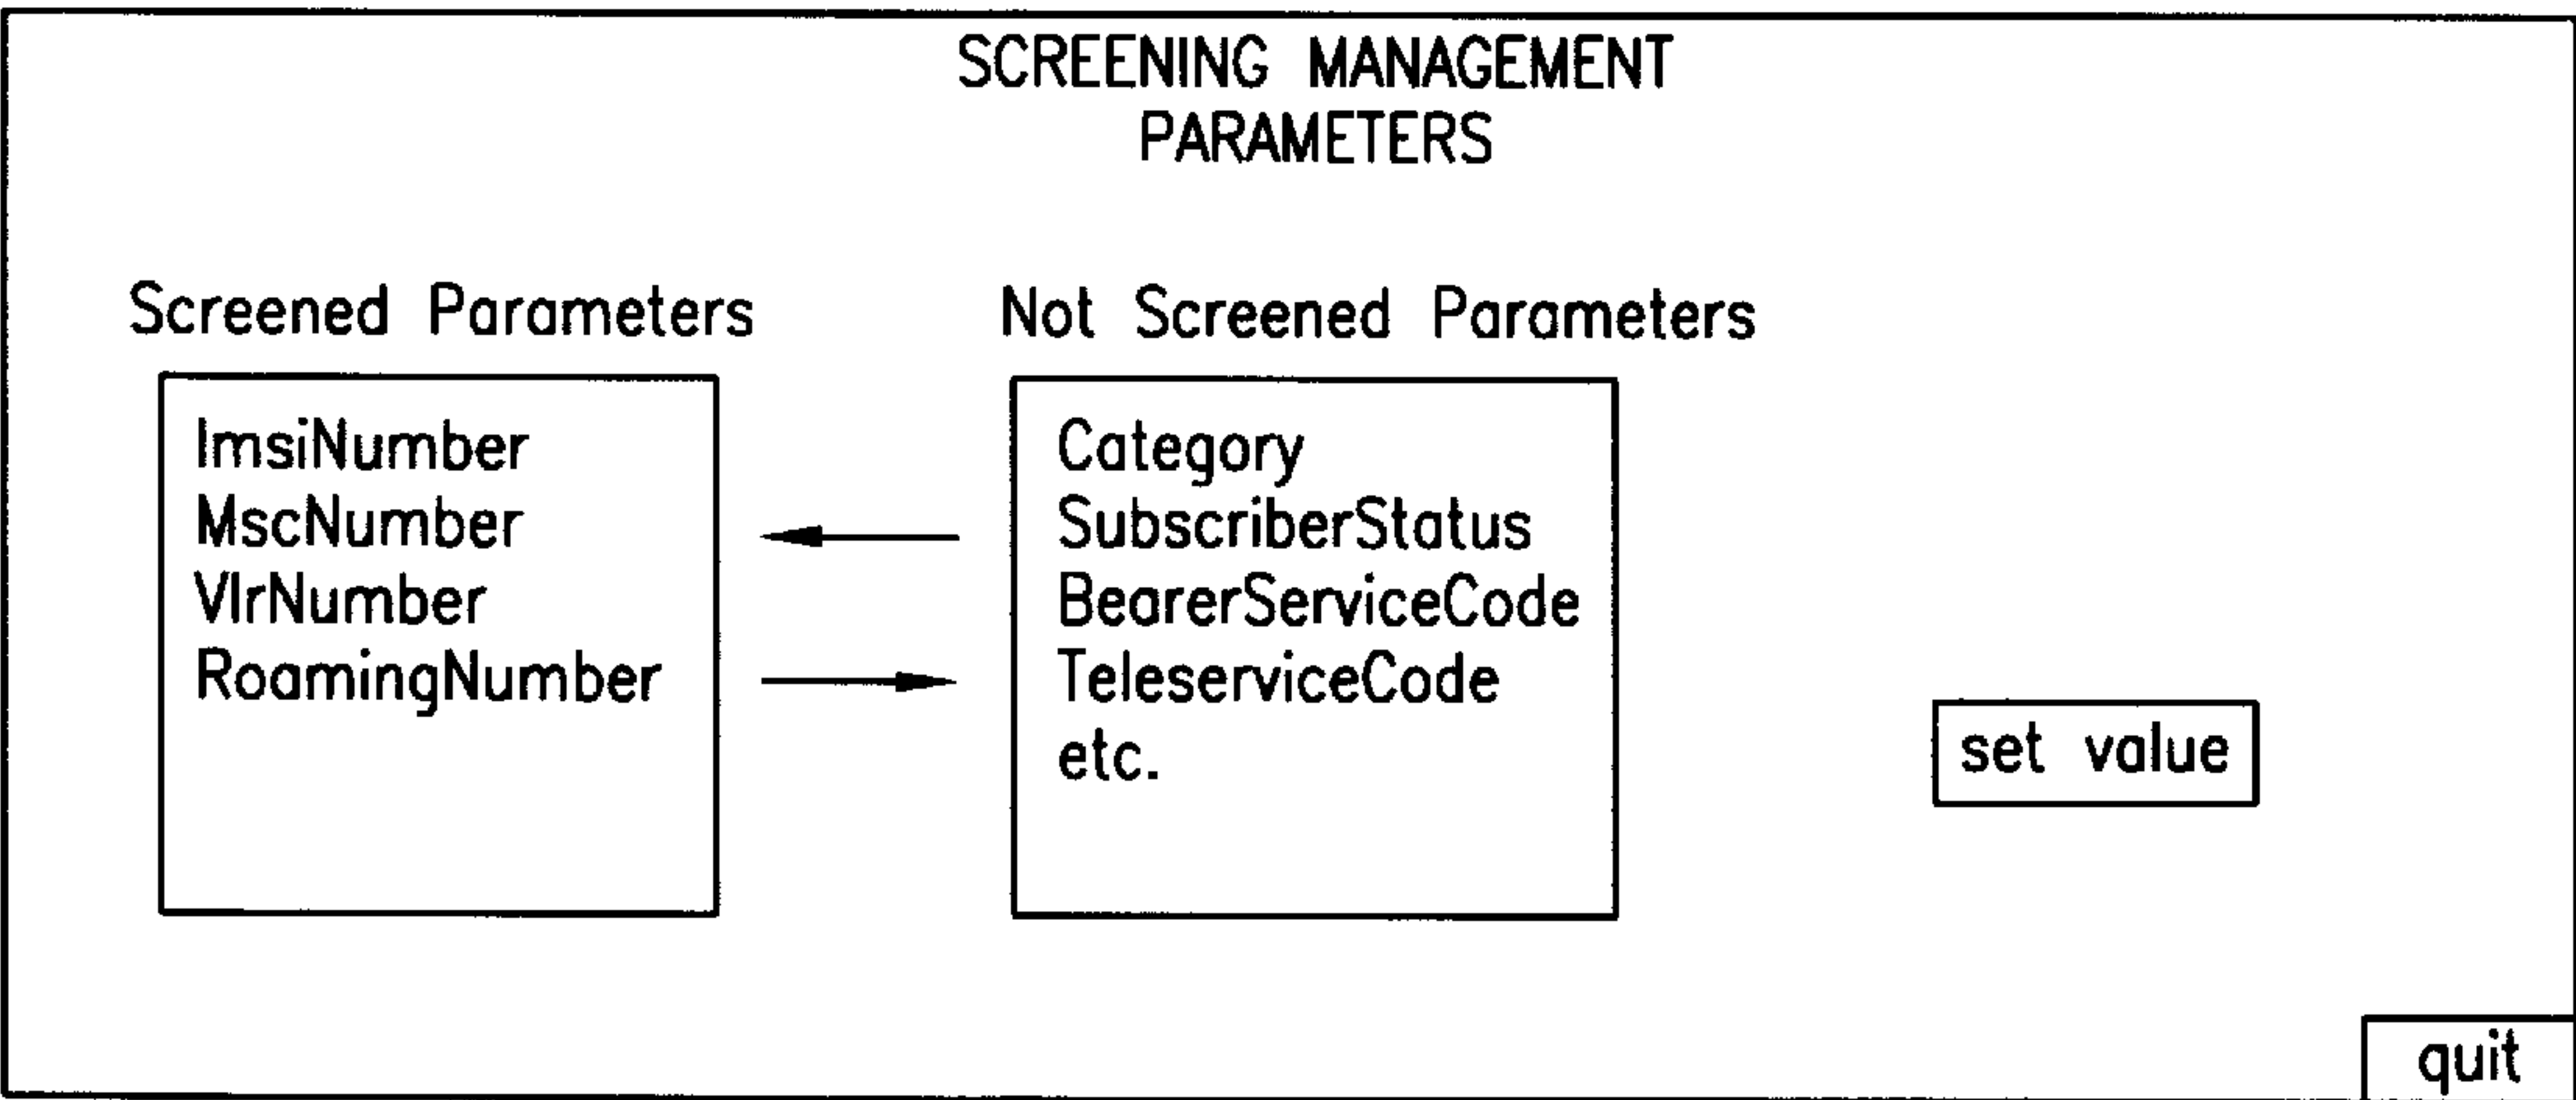 SCREENING MANAGEMENT
PARAMETERS
Screened Parameters
ImsiNumber
MscNumber
VlrNumber
RoamingNumber
Not Screened Parameters
Category
SubscriberStatus
BearerServiceCode
TeleserviceCode
etc.
set value
quit